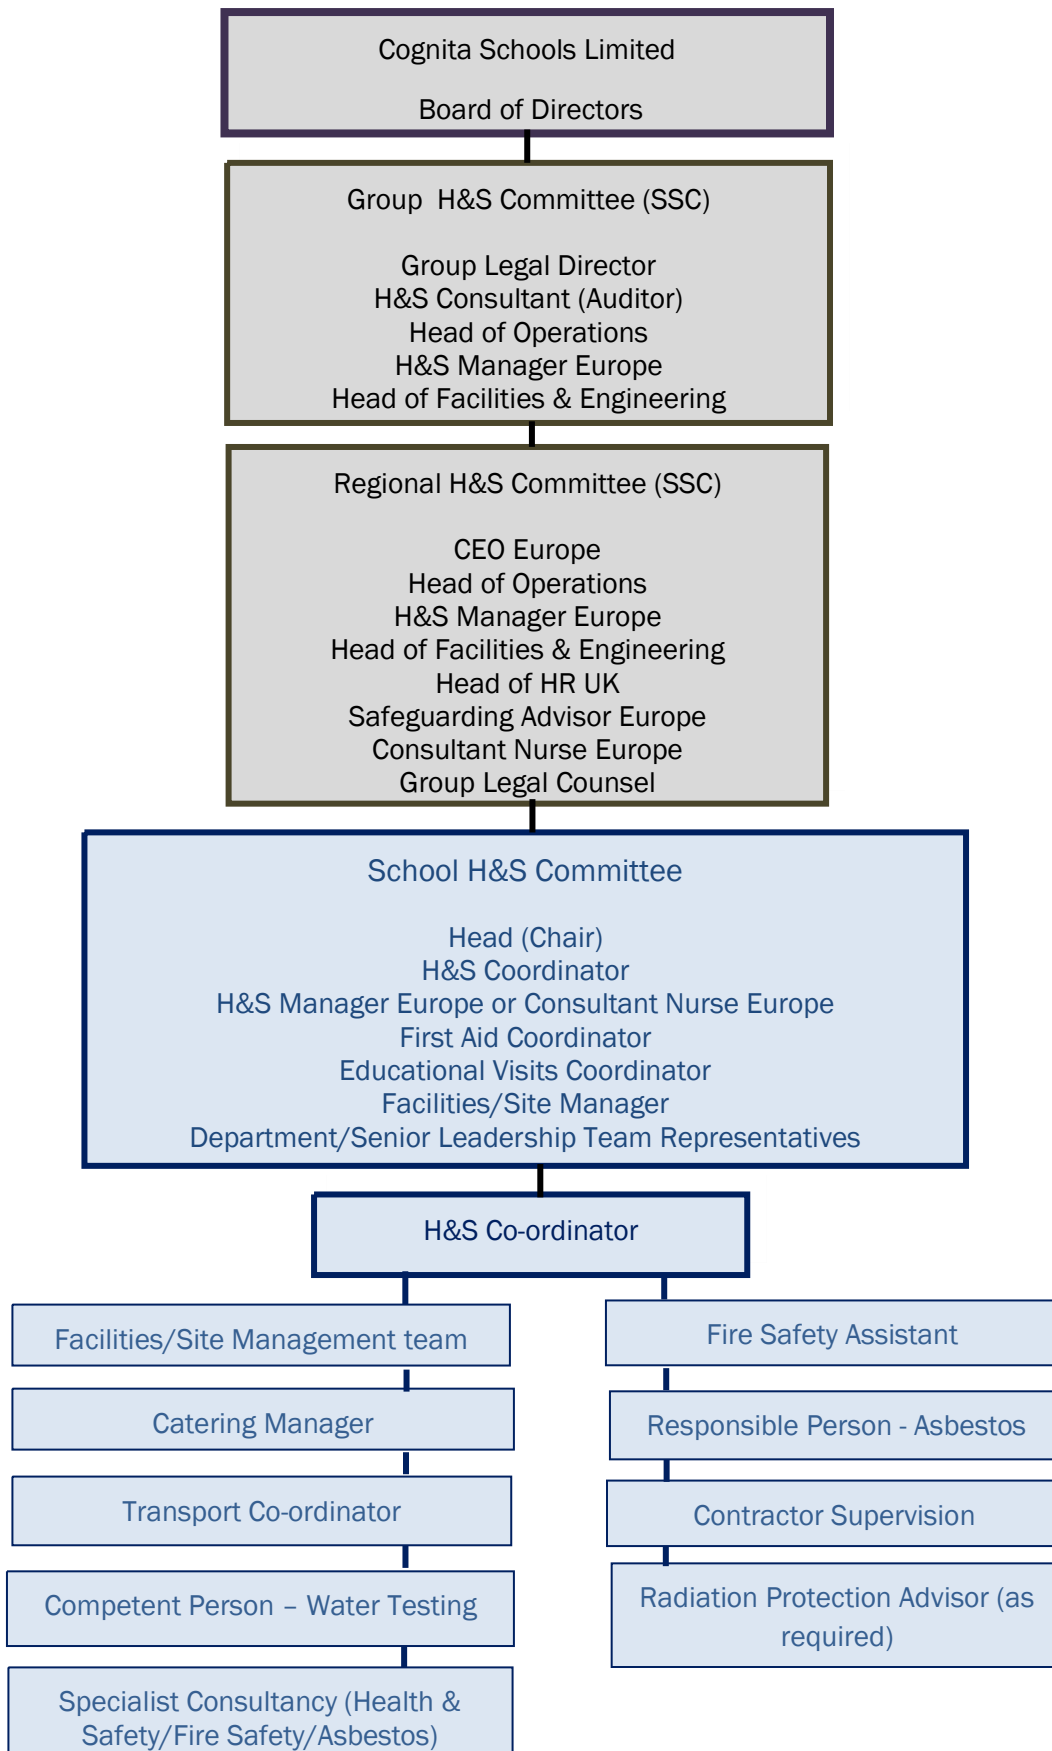 Cognita Schools Limited
Board of Directors
Group H&S Committee (SSC)
Group Legal Director
H&S Consultant (Auditor)
Head of Operations
H&S Manager Europe
Head of Facilities & Engineering
Regional H&S Committee (SSC)
CEO Europe
Head of Operations
H&S Manager Europe
Head of Facilities & Engineering
Head of HR UK
Safeguarding Advisor Europe
Consultant Nurse Europe
Group Legal Counsel
School H&S Committee
Head (Chair)
H&S Coordinator
H&S Manager Europe or Consultant Nurse Europe
First Aid Coordinator
Educational Visits Coordinator
Facilities/Site Manager
Department/Senior Leadership Team Representatives
H&S Co-ordinator
Facilities/Site Management team
Catering Manager
Transport Co-ordinator
Competent Person – Water Testing
Specialist Consultancy (Health &
Safety/Fire Safety/Asbestos)
Fire Safety Assistant
Responsible Person - Asbestos
Contractor Supervision
Radiation Protection Advisor (as
required)